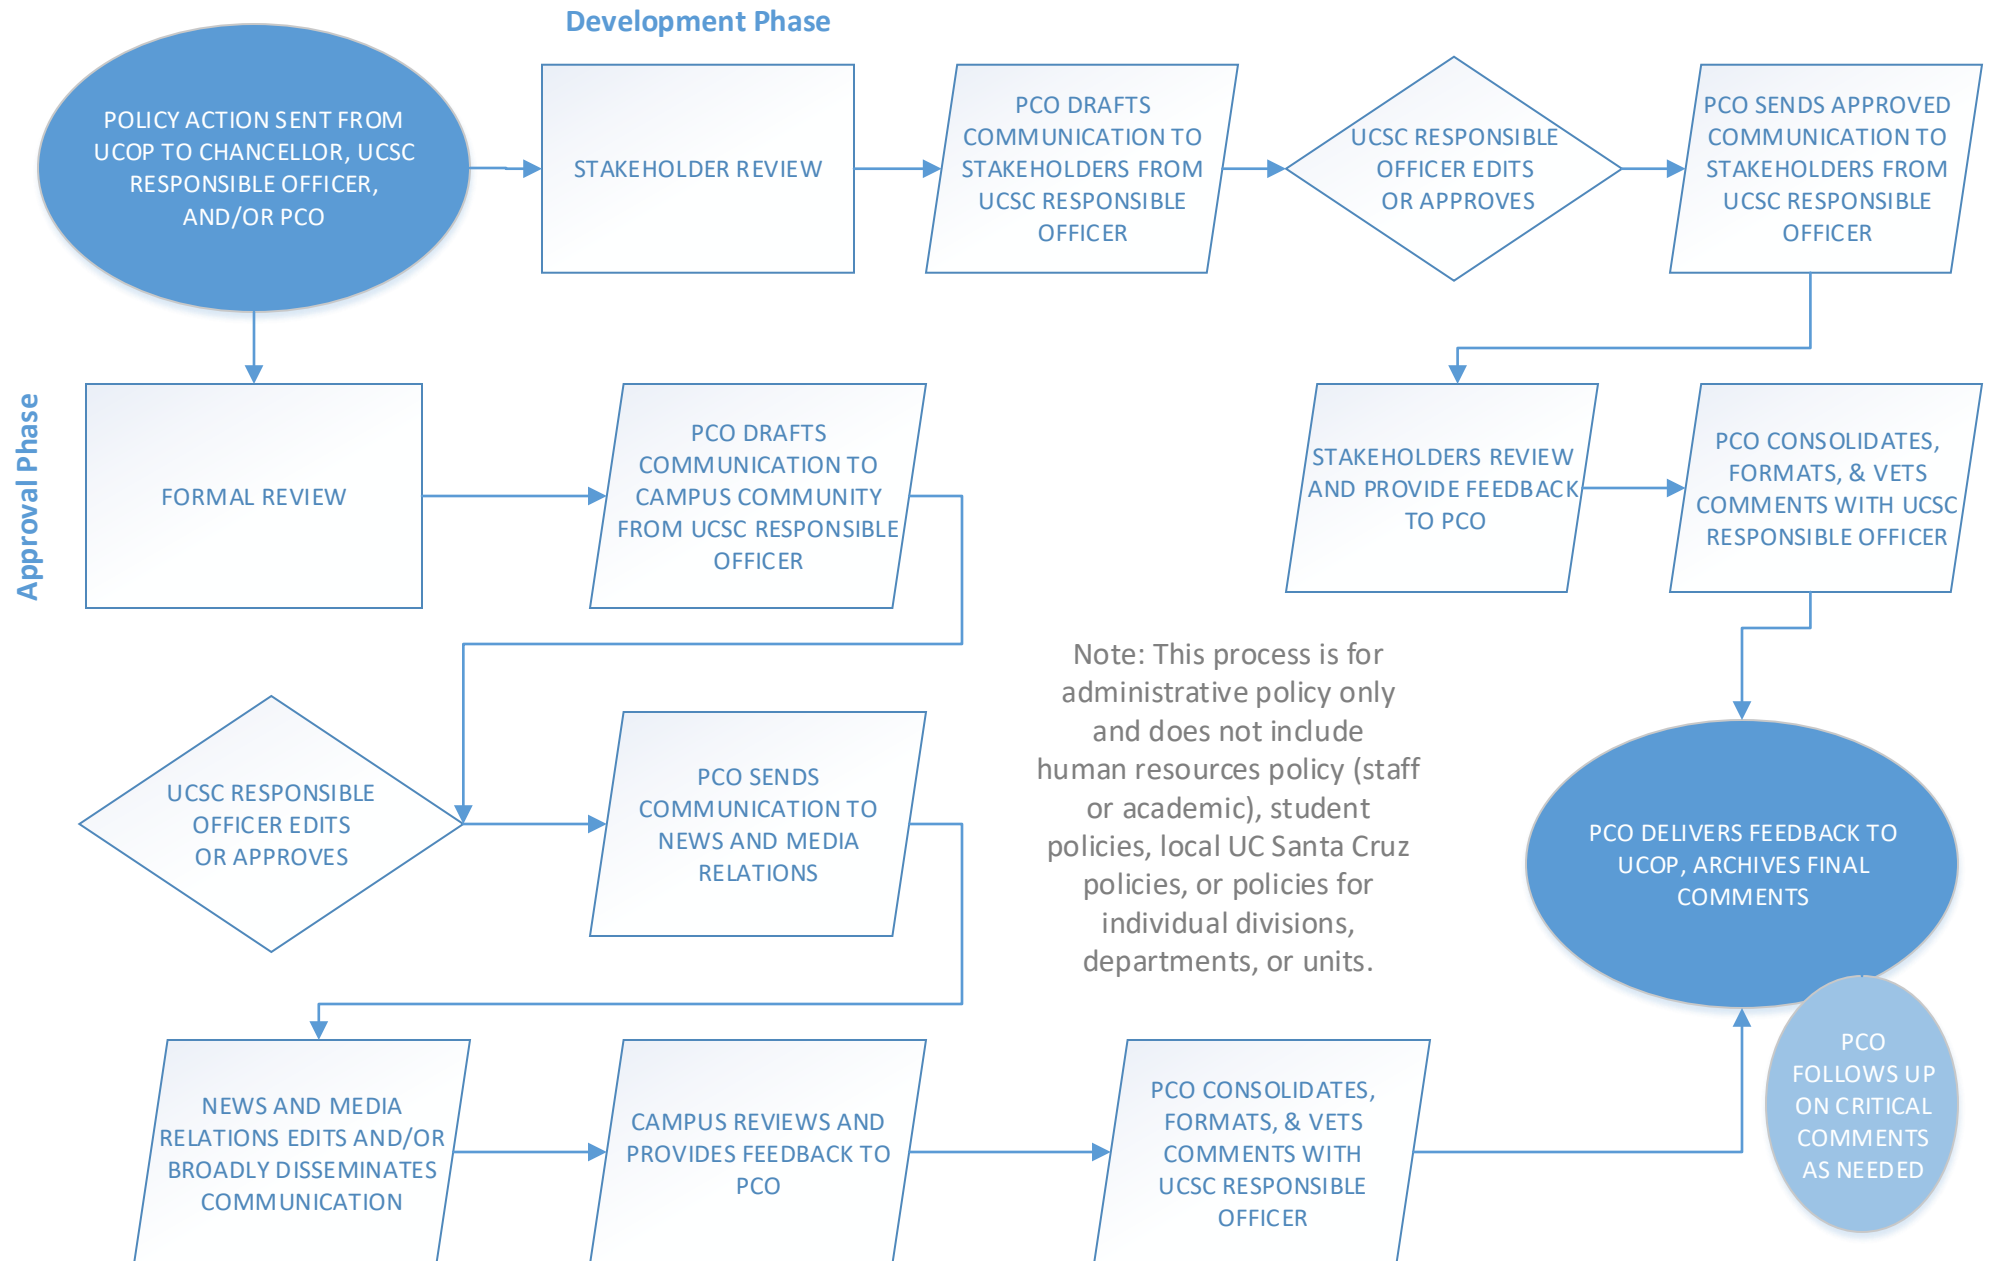 Development Phase
POLICY ACTION SENT FROM
UCOP TO CHANCELLOR, UCSC
RESPONSIBLE OFFICER,
AND/OR PCO
STAKEHOLDER REVIEW
PCO DRAFTS
COMMUNICATION TO
STAKEHOLDERS FROM
UCSC RESPONSIBLE
OFFICER
UCSC RESPONSIBLE
OFFICER EDITS
OR APPROVES
PCO SENDS APPROVED
COMMUNICATION TO
STAKEHOLDERS FROM
UCSC RESPONSIBLE
OFFICER
STAKEHOLDERS REVIEW
AND PROVIDE FEEDBACK
TO PCO
PCO CONSOLIDATES,
FORMATS, & VETS
COMMENTS WITH UCSC
RESPONSIBLE OFFICER
Approval Phase
FORMAL REVIEW
PCO DRAFTS
COMMUNICATION TO
CAMPUS COMMUNITY
FROM UCSC RESPONSIBLE
OFFICER
UCSC RESPONSIBLE
OFFICER EDITS
OR APPROVES
PCO SENDS
COMMUNICATION TO
NEWS AND MEDIA
RELATIONS
Note: This process is for
administrative policy only
and does not include
human resources policy (staff
or academic), student
policies, local UC Santa Cruz
policies, or policies for
individual divisions,
departments, or units.
NEWS AND MEDIA
RELATIONS EDITS AND/OR
BROADLY DISSEMINATES
COMMUNICATION
CAMPUS REVIEWS AND
PROVIDES FEEDBACK TO
PCO
PCO CONSOLIDATES,
FORMATS, & VETS
COMMENTS WITH
UCSC RESPONSIBLE
OFFICER
PCO DELIVERS FEEDBACK TO
UCOP, ARCHIVES FINAL
COMMENTS
PCO
FOLLOWS UP
ON CRITICAL
COMMENTS
AS NEEDED